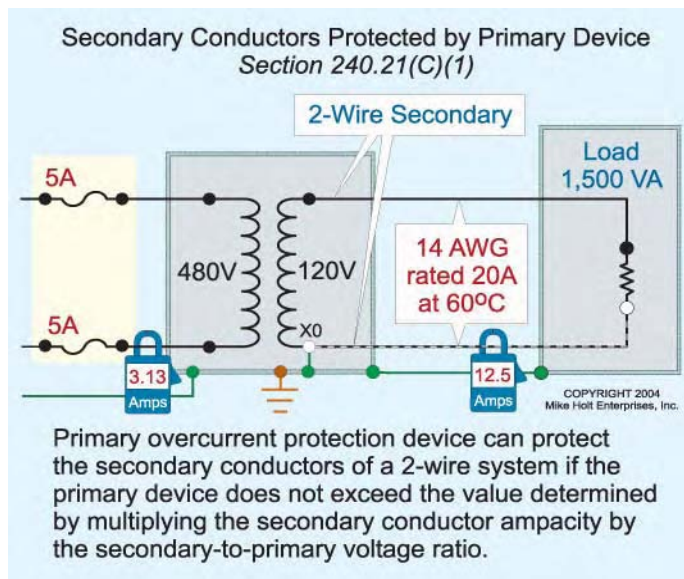 Secondary Conductors Protected by Primary Device
Section 240.21(C)(1)
2-Wire Secondary
5A
Load
1,500 VA
480V
120V
14 AWG
rated 20A
at 60ºC
5A
X0
3.13
Amps
12.5
Amps
COPYRIGHT 2004
Mike Holt Enterprises, Inc.
Primary overcurrent protection device can protect
the secondary conductors of a 2-wire system if the
primary device does not exceed the value determined
by multiplying the secondary conductor ampacity by
the secondary-to-primary voltage ratio.